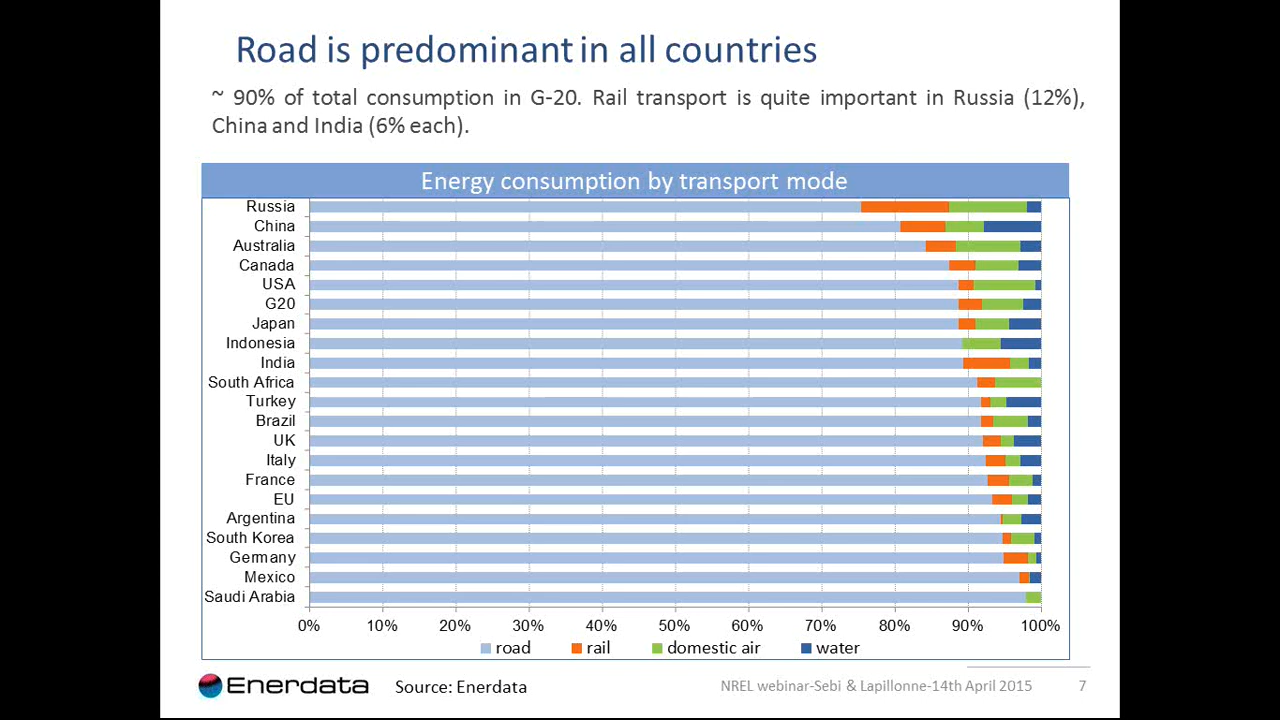 Road is predominant in all countries
~ 90% of total consumption in G-20. Rail transport is quite important in Russia (12%),
China and India (6% each).
Energy consumption by transport mode
Russia
China
Australia
Canada
USA
G20
Japan
Indonesia
India
South Africa
Turkey
Brazil
UK
Italy
France
EU
Argentina
South Korea
Germany
Mexico
Saudi Arabia
0% 10% 20% 30% 40% 50% 60% 70% 80% 90% 100%
road rail domestic air water
Enerdata Source: Enerdata NREL webinar-Sebi & Lapillonne-14th April 2015 7